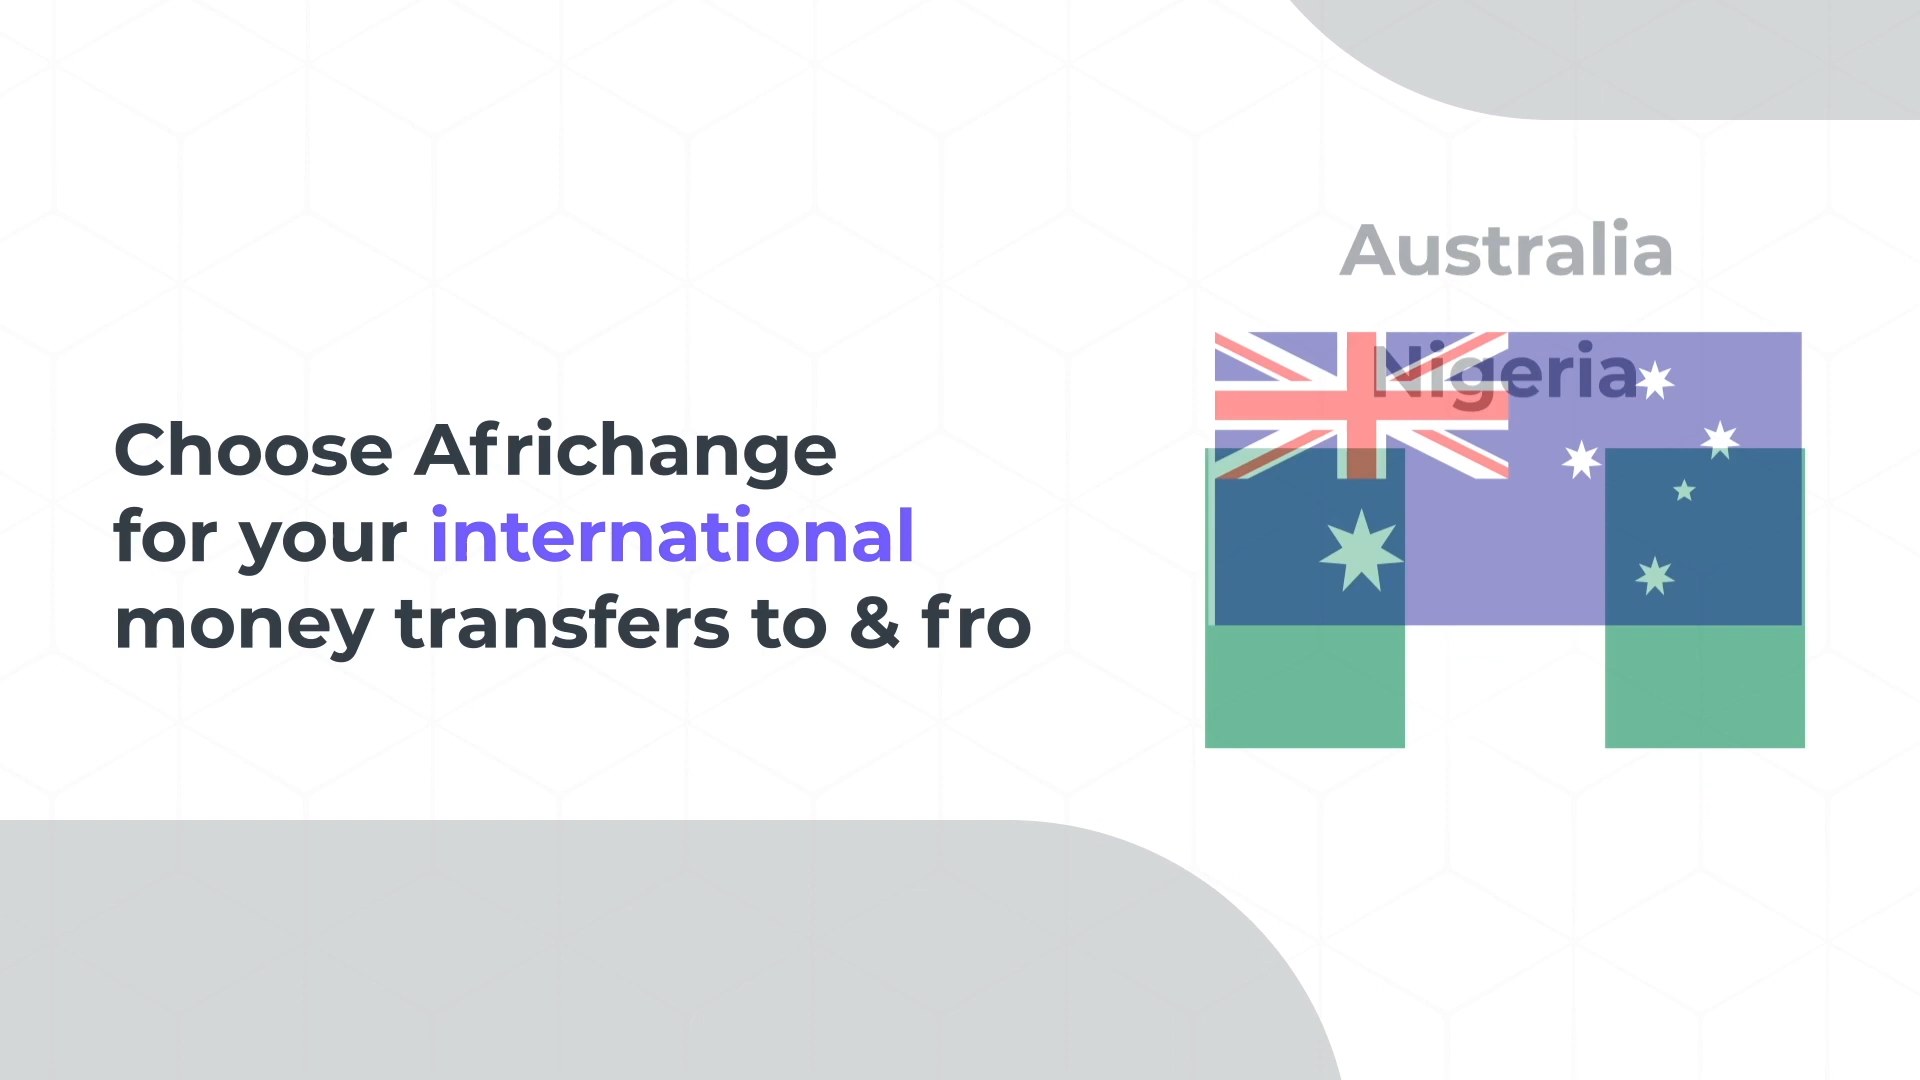 Choose Africhange
for your international
money transfers to & fro
Australia
Nigeria